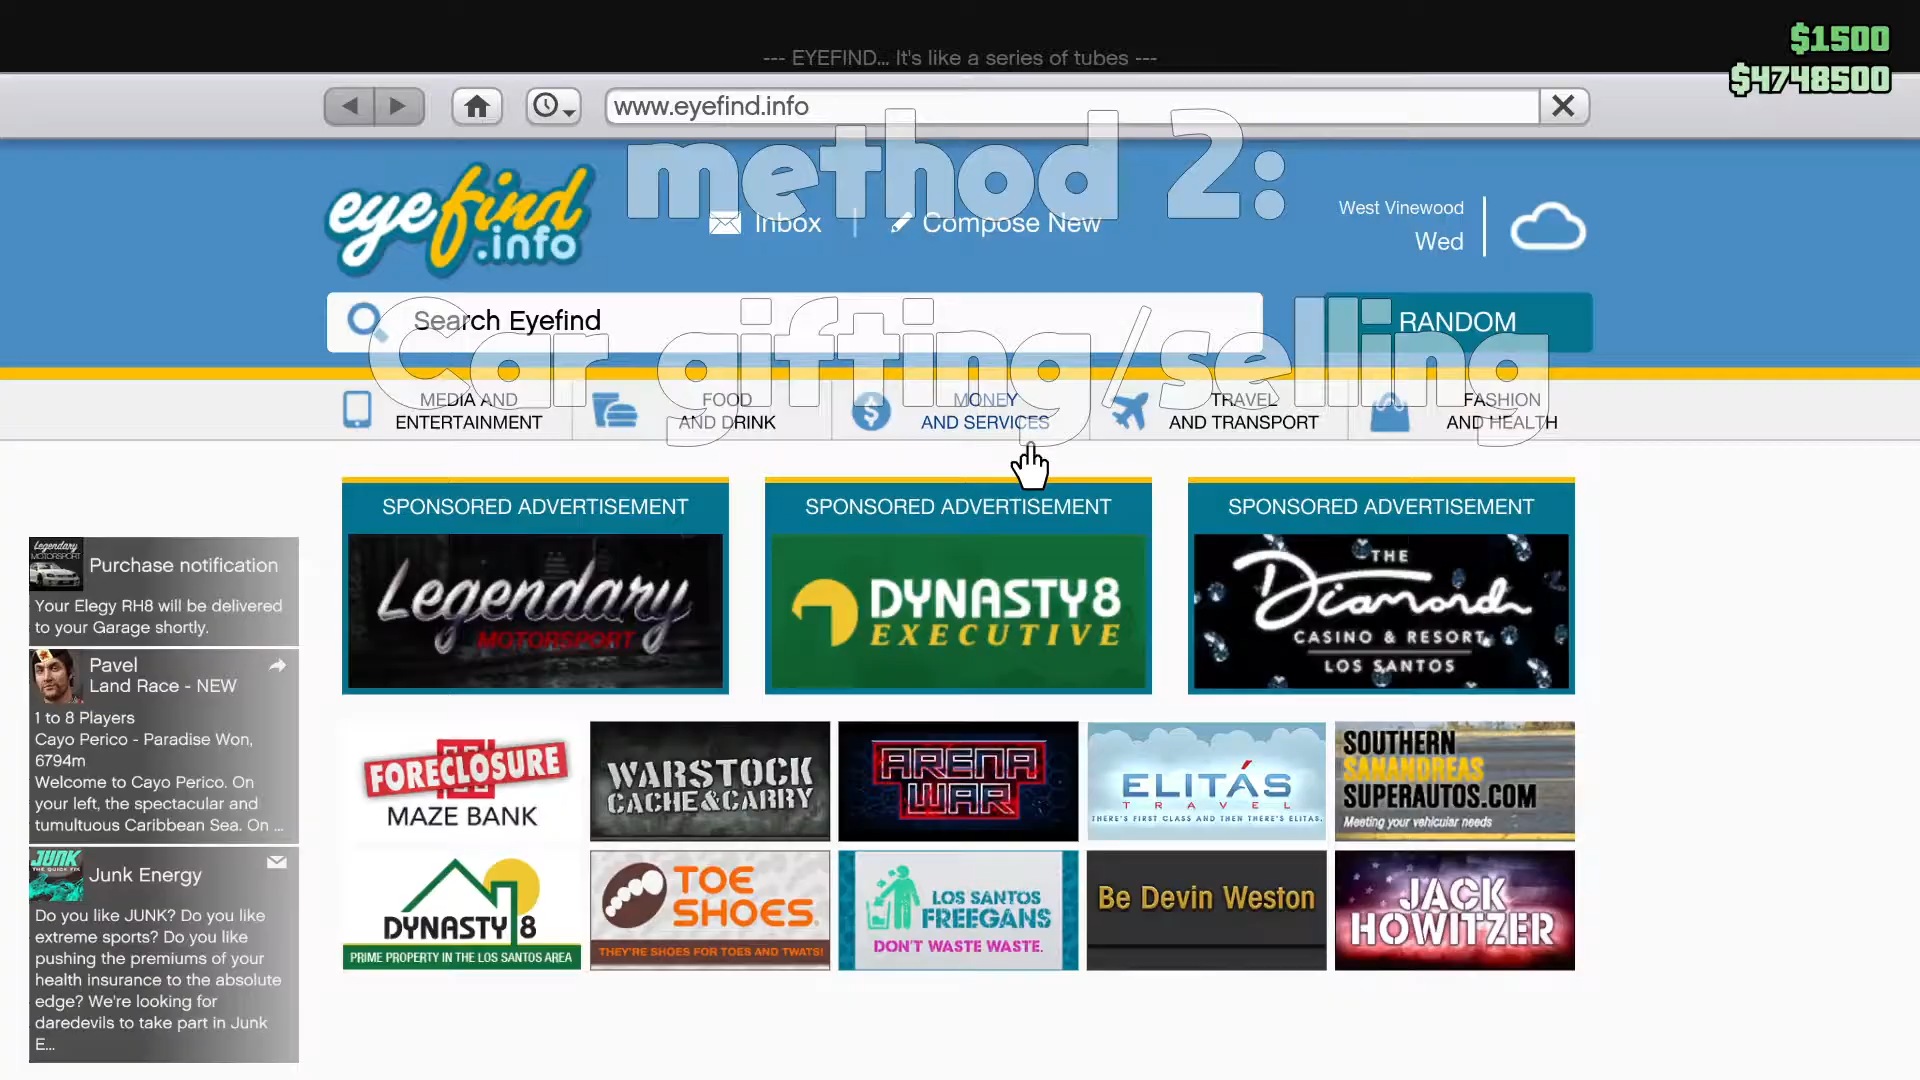 $1500
$4748500
--- EYEFIND... It's like a series of tubes ---
www.eyefind.info
method 2:
Car gifting/selling
eyefind.info
Inbox
Compose New
West Vinewood
Wed
Search Eyefind
RANDOM
MEDIA AND
ENTERTAINMENT
FOOD
AND DRINK
MONEY
AND SERVICES
TRAVEL
AND TRANSPORT
FASHION
AND HEALTH
SPONSORED ADVERTISEMENT
Legendary
MOTORSPORT
SPONSORED ADVERTISEMENT
DYNASTY8
EXECUTIVE
SPONSORED ADVERTISEMENT
THE
Diamond
CASINO & RESORT
LOS SANTOS
Legendary
MOTORSPORT
Purchase notification
Your Elegy RH8 will be delivered
to your Garage shortly.
Pavel
Land Race - NEW
1 to 8 Players
Cayo Perico - Paradise Won,
6794m
Welcome to Cayo Perico. On
your left, the spectacular and
tumultuous Caribbean Sea. On ...
JUNK
Junk Energy
Do you like JUNK? Do you like
extreme sports? Do you like
pushing the premiums of your
health insurance to the absolute
edge? We're looking for
daredevils to take part in Junk
E...
FORECLOSURE
MAZE BANK
WARSTOCK
CACHE&CARRY
ARENA
WAR
ELITÁS
TRAVEL
THERE'S FIRST CLASS AND THEN THERE'S ELITAS.
SOUTHERN
SANANDREAS
SUPERAUTOS.COM
Meeting your vehicular needs
DYNASTY 8
PRIME PROPERTY IN THE LOS SANTOS AREA
TOE
SHOES
THEY'RE SHOES FOR TOES AND TWATS!
LOS SANTOS
FREEGANS
DON'T WASTE WASTE.
Be Devin Weston
JACK
HOWITZER